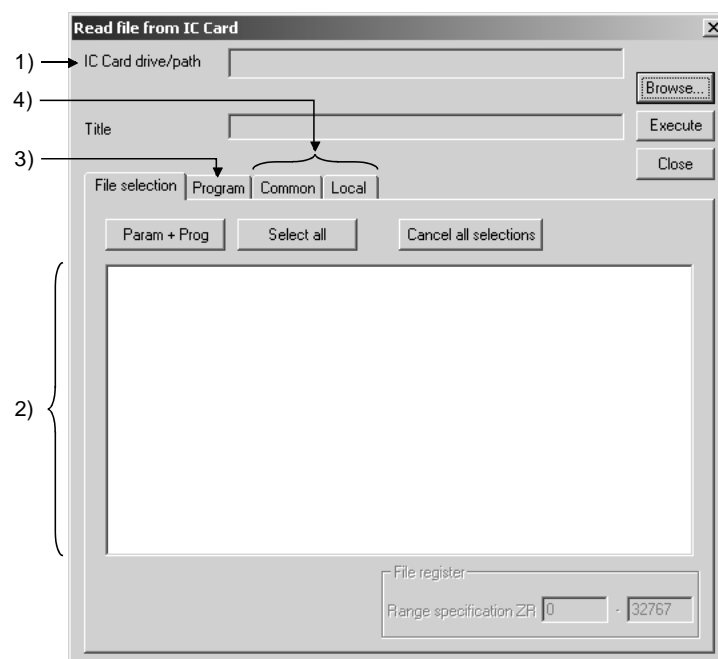 Read file from IC Card
1) IC Card drive/path
Browse...
4)
Title
Execute
3)
Close
File selection Program Common Local
Param + Prog Select all Cancel all selections
2)
File register
Range specification ZR 0 - 32767